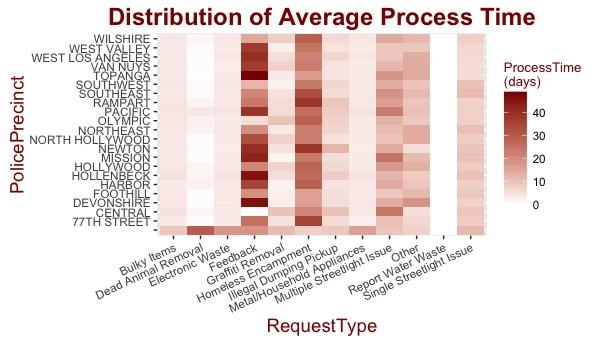 Distribution of Average Process Time
PolicePrecinct
WILSHIRE
WEST VALLEY
WEST LOS ANGELES
VAN NUYS
TOPANGA
SOUTHWEST
SOUTHEAST
RAMPART
PACIFIC
OLYMPIC
NORTHEAST
NORTH HOLLYWOOD
NEWTON
MISSION
HOLLYWOOD
HOLLENBECK
HARBOR
FOOTHILL
DEVONSHIRE
CENTRAL
77TH STREET
Bulky Items
Dead Animal Removal
Electronic Waste
Feedback
Graffiti Removal
Homeless Encampment
Illegal Dumping Pickup
Metal/Household Appliances
Multiple Streetlight Issue
Other
Report Water Waste
Single Streetlight Issue
RequestType
ProcessTime
(days)
40
30
20
10
0